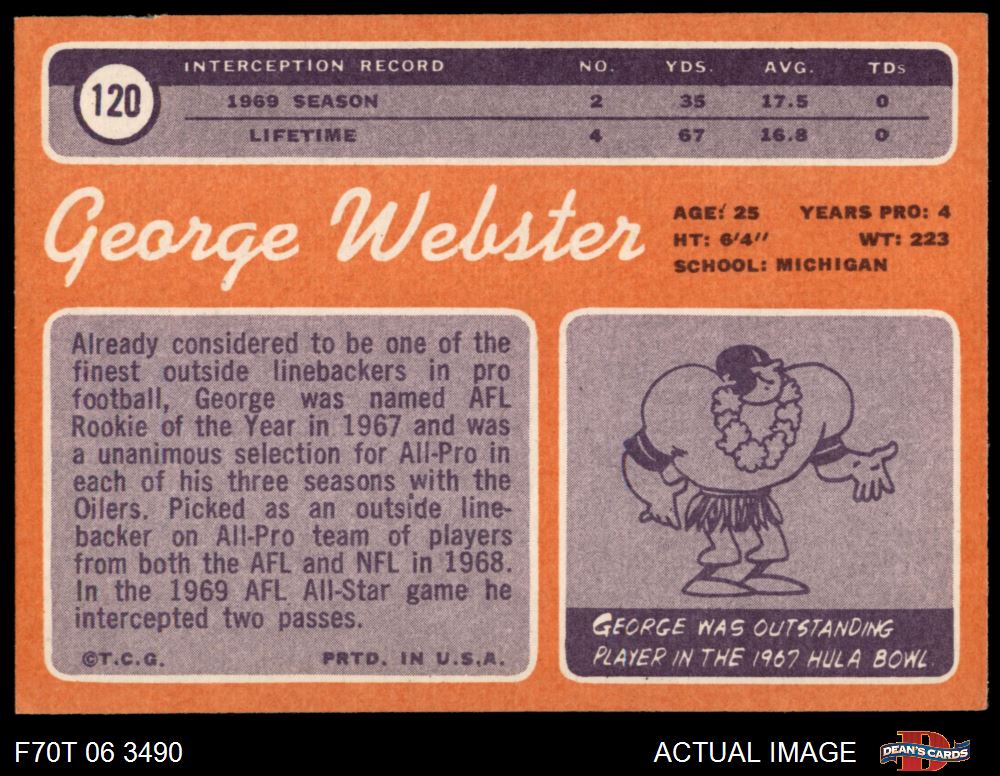 INTERCEPTION RECORD NO. YDS. AVG. TDs
120
1969 SEASON 2 35 17.5 0
LIFETIME 4 67 16.8 0
George Webster
AGE: 25 YEARS PRO: 4
HT: 6'4" WT: 223
SCHOOL: MICHIGAN
Already considered to be one of the
finest outside linebackers in pro
football, George was named AFL
Rookie of the Year in 1967 and was
a unanimous selection for All-Pro in
each of his three seasons with the
Oilers. Picked as an outside line-
backer on All-Pro team of players
from both the AFL and NFL in 1968.
In the 1969 AFL All-Star game he
intercepted two passes.
©T.C.G. PRTD. IN U.S.A.
GEORGE WAS OUTSTANDING
PLAYER IN THE 1967 HULA BOWL.
F70T 06 3490 ACTUAL IMAGE
DEAN'S CARDS